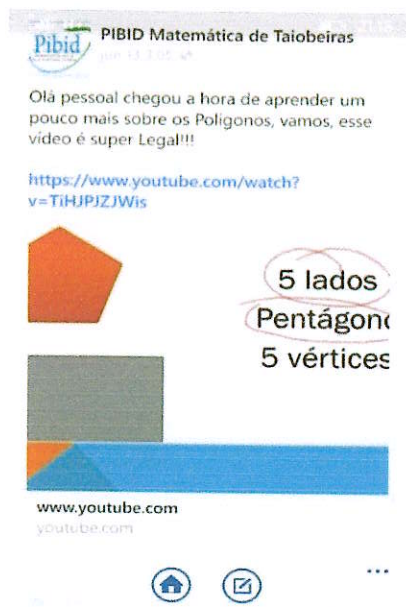 Pibid
PIBID Matemática de Taiobeiras
Olá pessoal chegou a hora de aprender um
pouco mais sobre os Poligonos, vamos, esse
vídeo é super Legal!!!
https://www.youtube.com/watch?
v=TiHJPJZJWis
5 lados
Pentágono
5 vértices
www.youtube.com
youtube.com